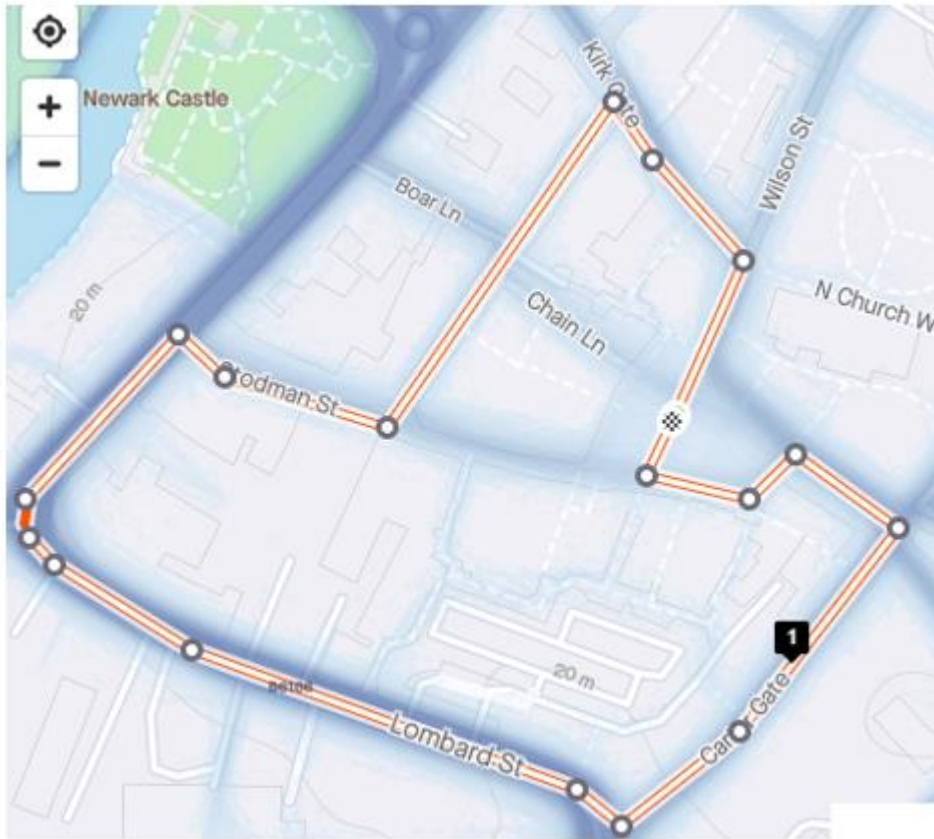 +
Newark Castle
−
Kirk Gate
Wilson St
Boar Ln
N Church W
20 m
Chain Ln
Stodman St
1
20 m
Carter Gate
Lombard St